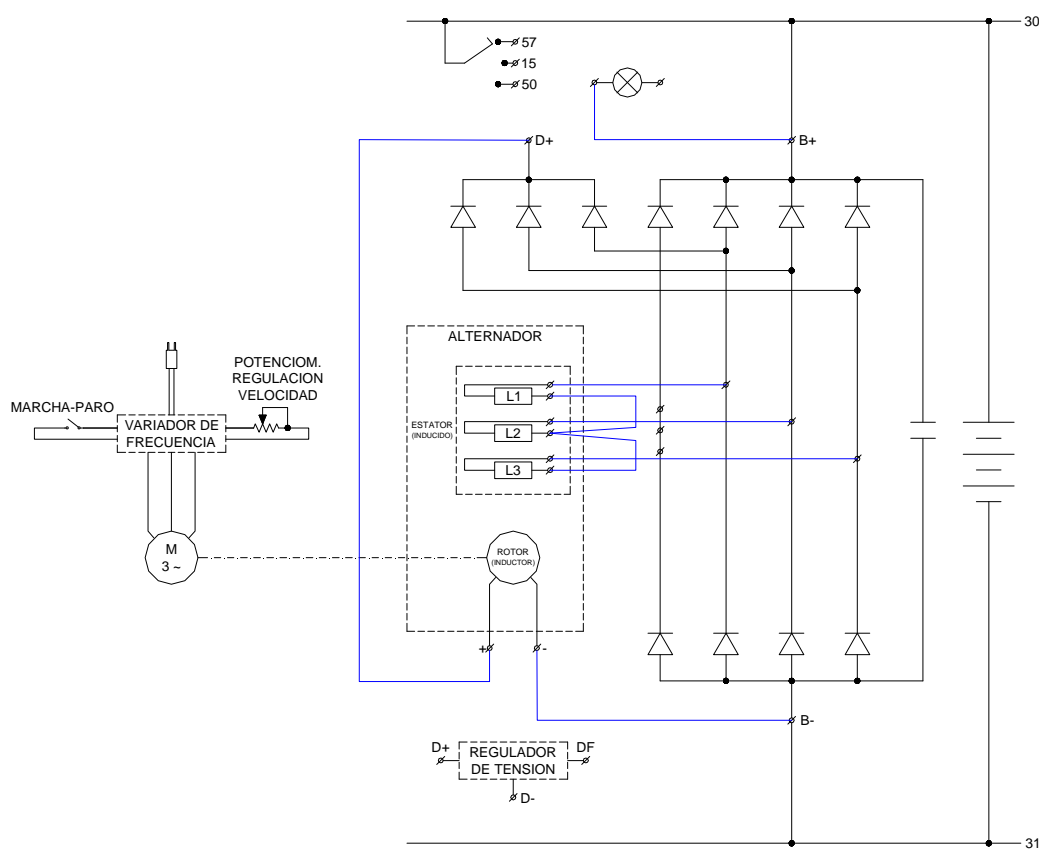 30
57
15
50
D+
B+
ALTERNADOR
POTENCIOM.
REGULACION
VELOCIDAD
MARCHA-PARO
VARIADOR DE
FRECUENCIA
L1
ESTATOR
(INDUCIDO)
L2
L3
M
3 ~
ROTOR
(INDUCTOR)
+
-
B-
D+
REGULADOR
DE TENSION
DF
D-
31